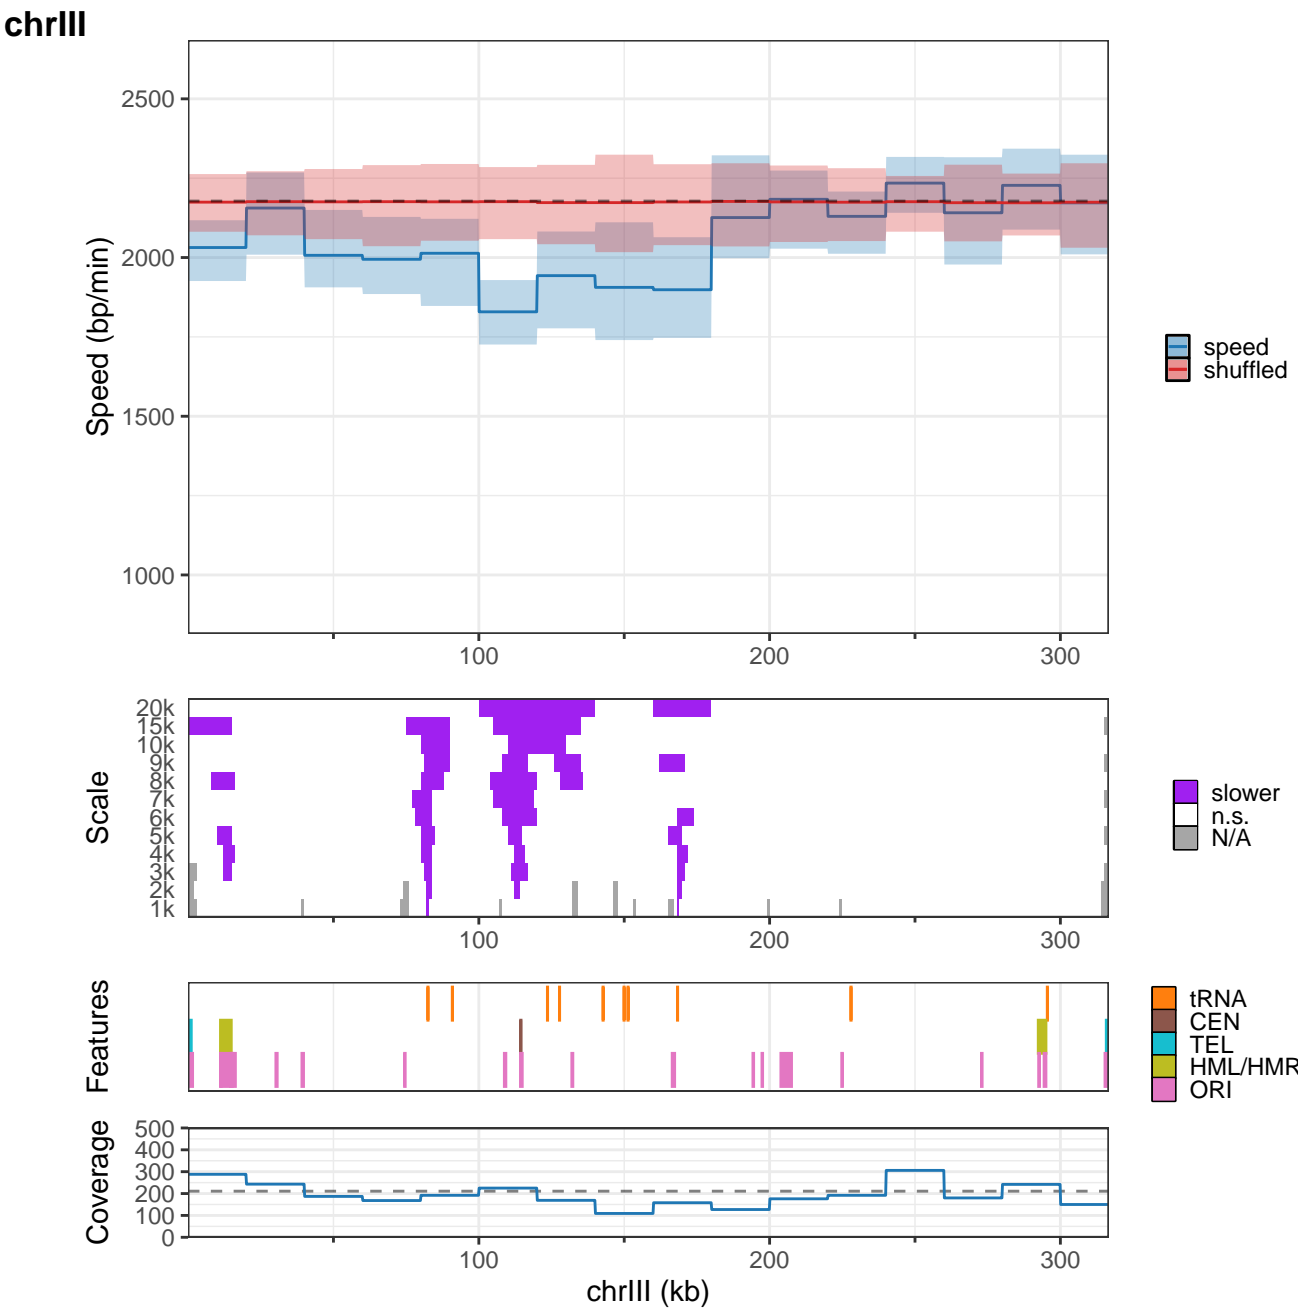 chrIII
2500
2000
1500
1000
Speed (bp/min)
100
200
300
speed
shuffled
20k
15k
10k
9k
8k
7k
6k
5k
4k
3k
2k
1k
Scale
100
200
300
slower
n.s.
N/A
Features
tRNA
CEN
TEL
HML/HMR
ORI
500
400
300
200
100
0
Coverage
100
200
300
chrIII (kb)